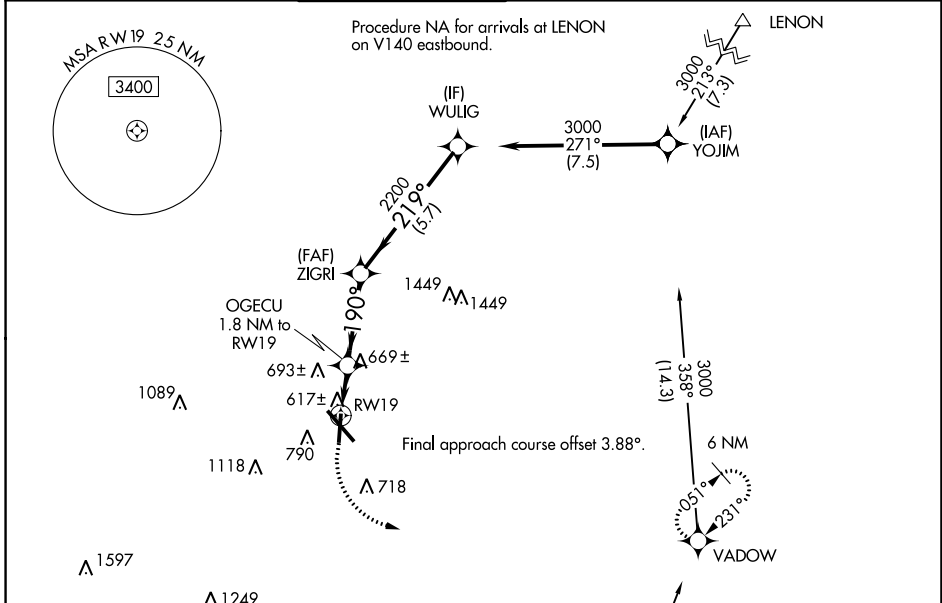 Procedure NA for arrivals at LENON
on V140 eastbound.
LENON
MSA RW19 25 NM
3400
3000
213°
(7.3)
(IF)
WULIG
3000
271°
(7.5)
(IAF)
YOJIM
2200
219°
(5.7)
(FAF)
ZIGRI
190°
1449
1449
OGECU
1.8 NM to
RW19
669±
693±
617±
RW19
1089
790
1118
718
Final approach course offset 3.88°.
3000
358°
(14.3)
6 NM
051°
231°
VADOW
1597
1249